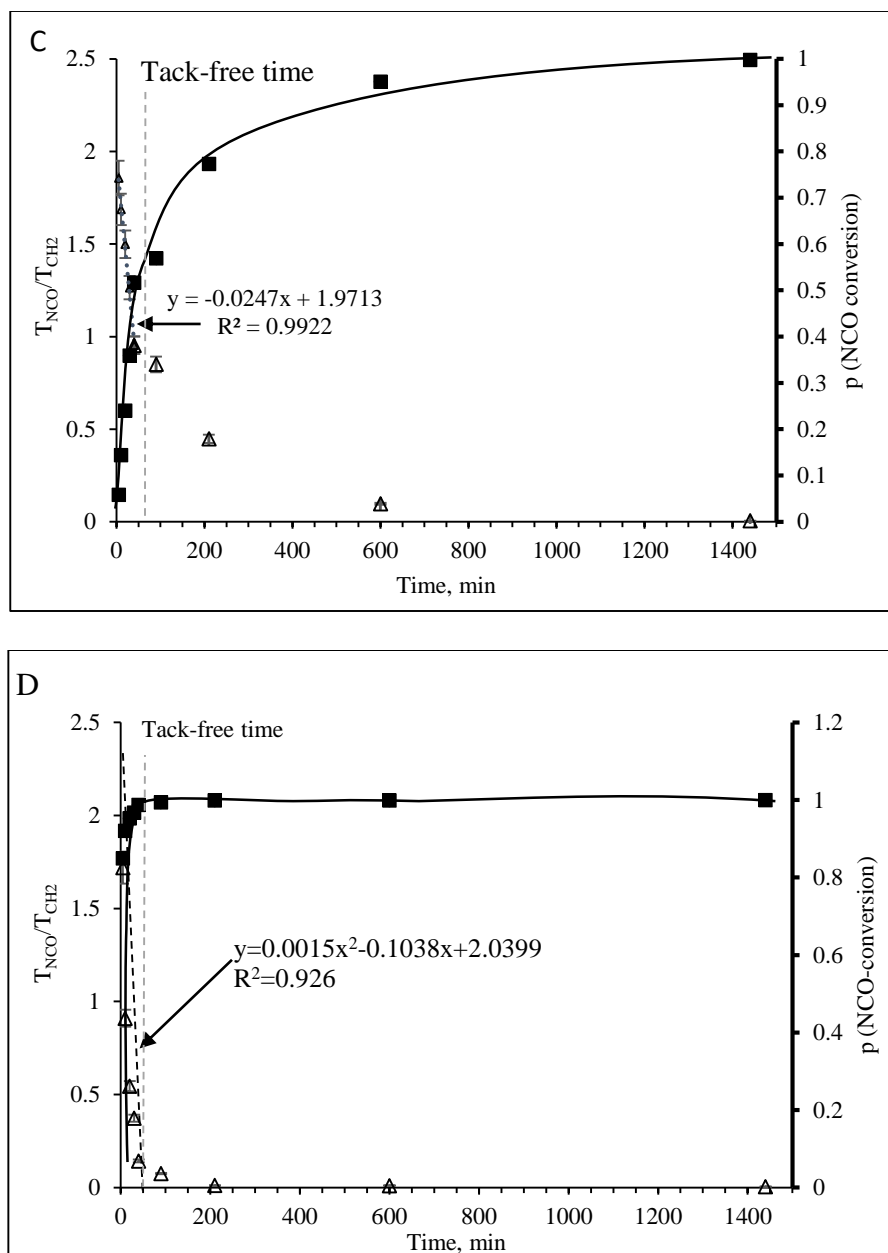 C
Tack-free time
2.5
2
1.5
1
0.5
0
1
0.9
0.8
0.7
0.6
0.5
0.4
0.3
0.2
0.1
0
T_NCO/T_CH2
p (NCO conversion)
y = -0.0247x + 1.9713
R² = 0.9922
0 200 400 600 800 1000 1200 1400
Time, min
D
Tack-free time
2.5
2
1.5
1
0.5
0
1.2
1
0.8
0.6
0.4
0.2
0
T_NCO/T_CH2
p (NCO-conversion)
y=0.0015x²-0.1038x+2.0399
R²=0.926
0 200 400 600 800 1000 1200 1400
Time, min